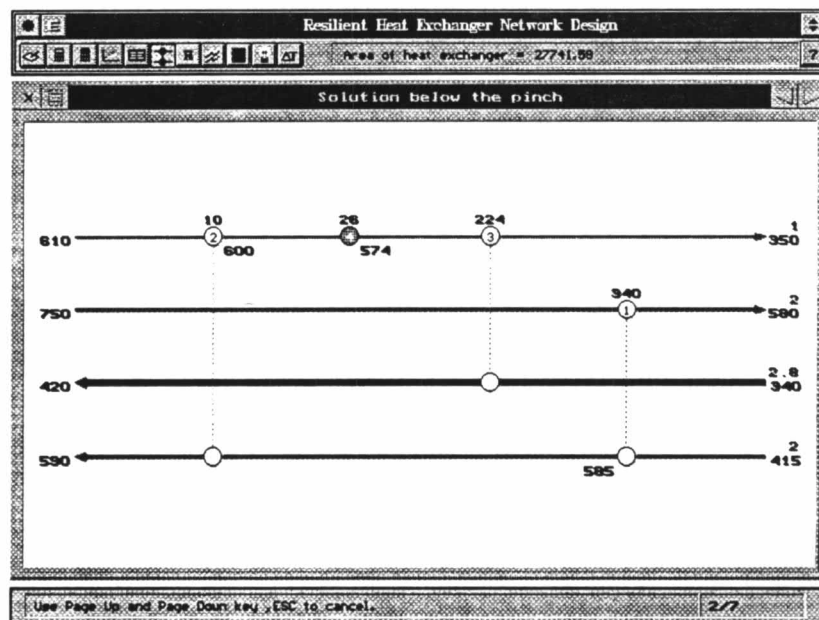 Resilient Heat Exchanger Network Design
Area of heat exchanger = 27741.59
?
Solution below the pinch
10 26 224 1
610 2 600 574 3 350
340 2
750 1 580
2.8
420 340
2
590 585 415
Use Page Up and Page Down key ,ESC to cancel.
2/7